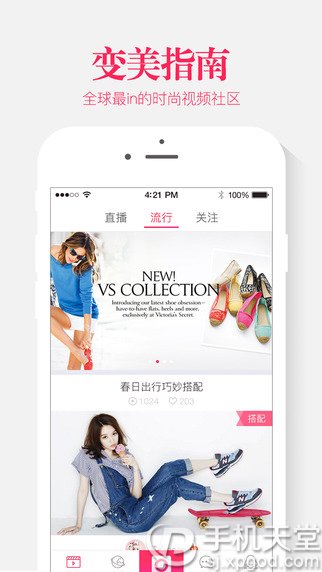 变美指南
全球最in的时尚视频社区
4:21 PM
100%
直播 流行 关注
NEW!
VS COLLECTION
Introducing our latest shoe obsession—
have-to-have flats, heels and more.
exclusively at Victoria's Secret.
春日出行巧妙搭配
1024 203
搭配
手机天堂
sj.xpgod.com